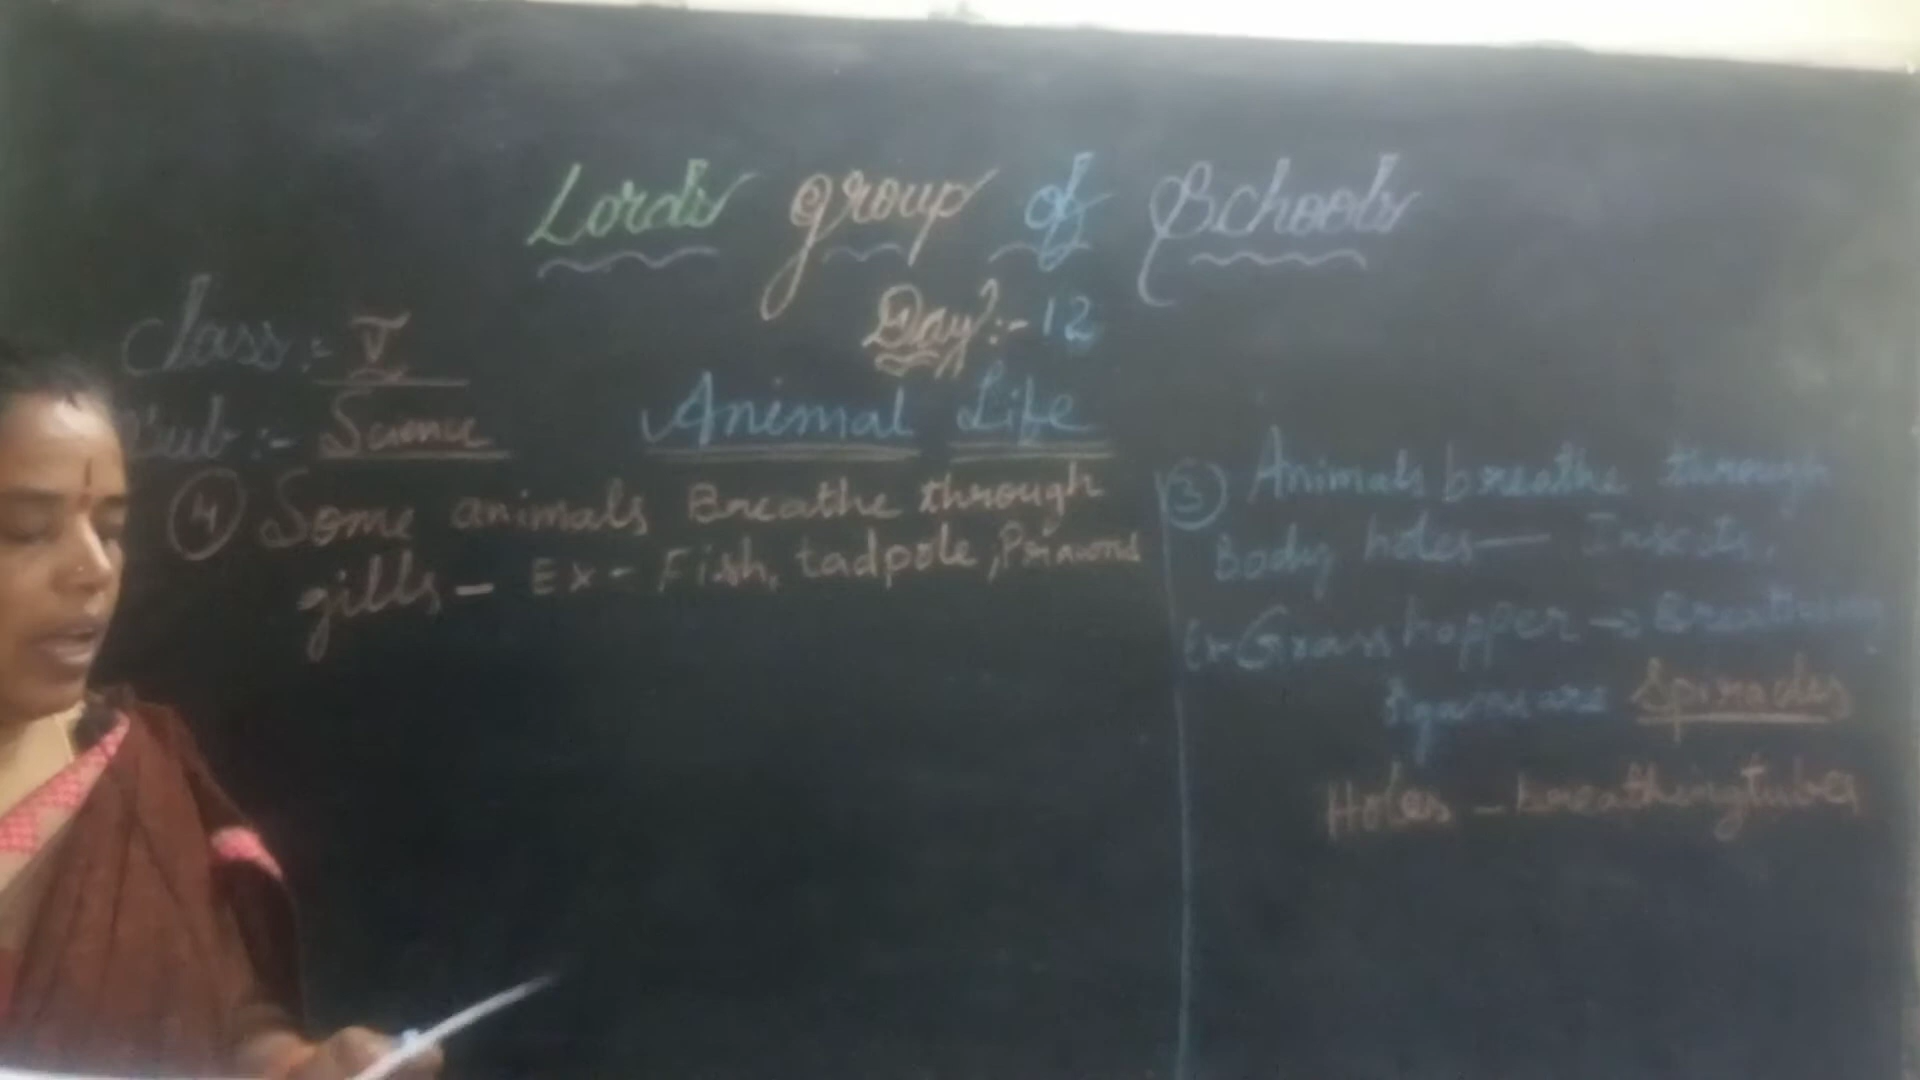 Lords group of Schools
Day:- 12
Class:- V
Sub:- Science
Animal Life
④ Some animals Breathe through
gills - Ex - Fish, tadpole, Prawns
③ Animals breathe through
Body holes — Insects.
Ex Grasshopper → Breathing
are Spiracles
Holes - breathing tubes